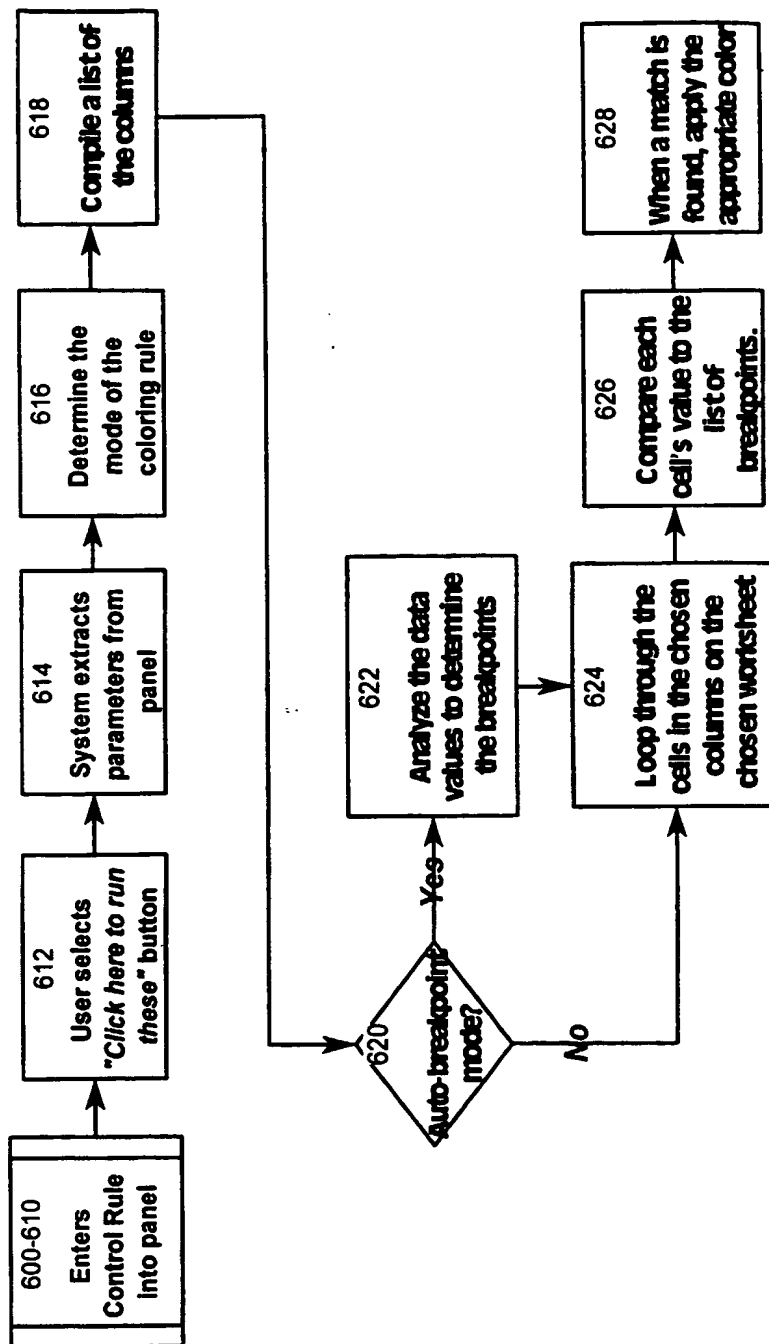 600-610
Enters
Control Rule
into panel
612
User selects
"Click here to run
these" button
614
System extracts
parameters from
panel
616
Determine the
mode of the
coloring rule
618
Compile a list of
the columns
620
Auto-breakpoint
mode?
Yes
No
622
Analyze the data
values to determine
the breakpoints
624
Loop through the
cells in the chosen
columns on the
chosen worksheet
626
Compare each
cell's value to the
list of
breakpoints.
628
When a match is
found, apply the
appropriate color